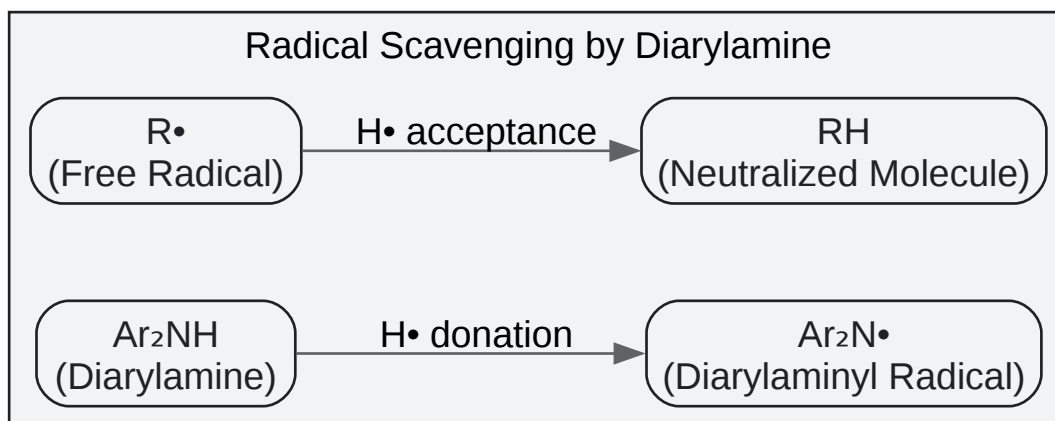 Radical Scavenging by Diarylamine
R•
(Free Radical)
H• acceptance
RH
(Neutralized Molecule)
Ar₂NH
(Diarylamine)
H• donation
Ar₂N•
(Diarylaminyl Radical)